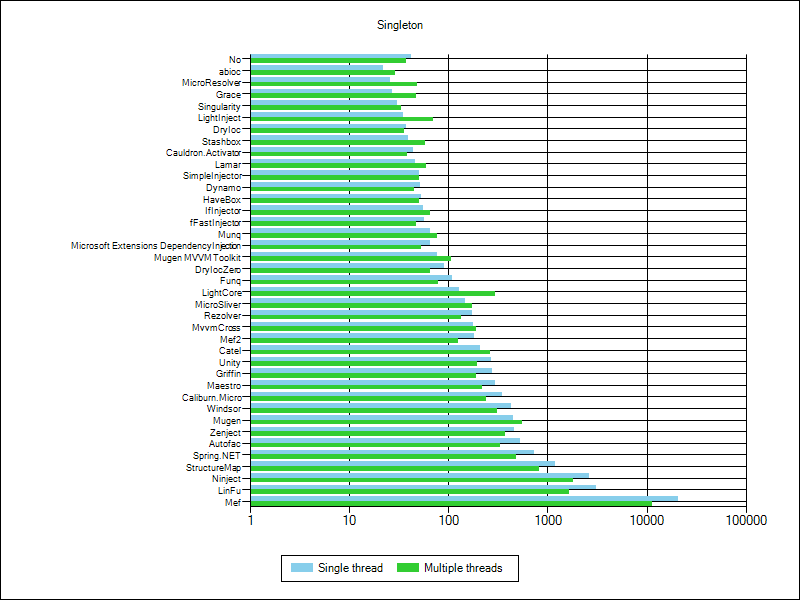 Singleton
No
abioc
MicroResolver
Grace
Singularity
LightInject
DryIoc
Stashbox
Cauldron.Activator
Lamar
SimpleInjector
Dynamo
HaveBox
IfInjector
fFastInjector
Munq
Microsoft Extensions DependencyInjection
Mugen MVVM Toolkit
DryIocZero
Funq
LightCore
MicroSliver
Rezolver
MvvmCross
Mef2
Catel
Unity
Griffin
Maestro
Caliburn.Micro
Windsor
Mugen
Zenject
Autofac
Spring.NET
StructureMap
Ninject
LinFu
Mef
1 10 100 1000 10000 100000
Single thread Multiple threads